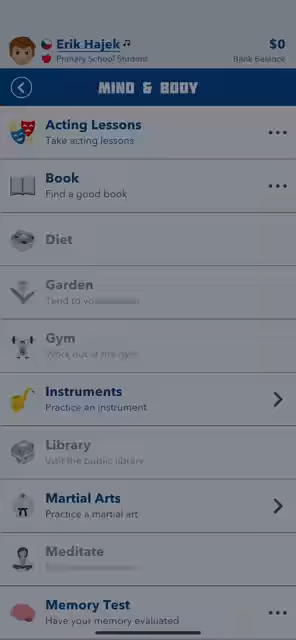 Erik Hajek
$0
Primary School Student
Bank Balance
MIND & BODY
Acting Lessons
Take acting lessons
Book
Find a good book
Diet
Garden
Tend to
Gym
Work out at the gym
Instruments
Practice an instrument
Library
Visit the public library
Martial Arts
Practice a martial art
Meditate
Memory Test
Have your memory evaluated